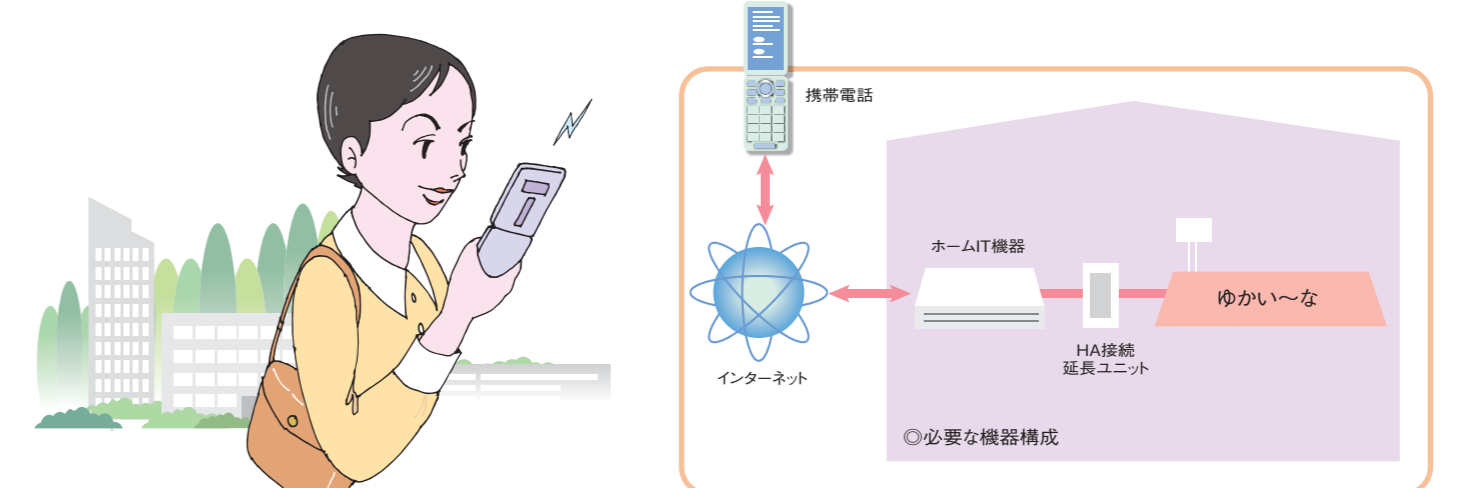 携帯電話
ホームIT機器
ゆかい～な
HA接続
延長ユニット
インターネット
◎必要な機器構成